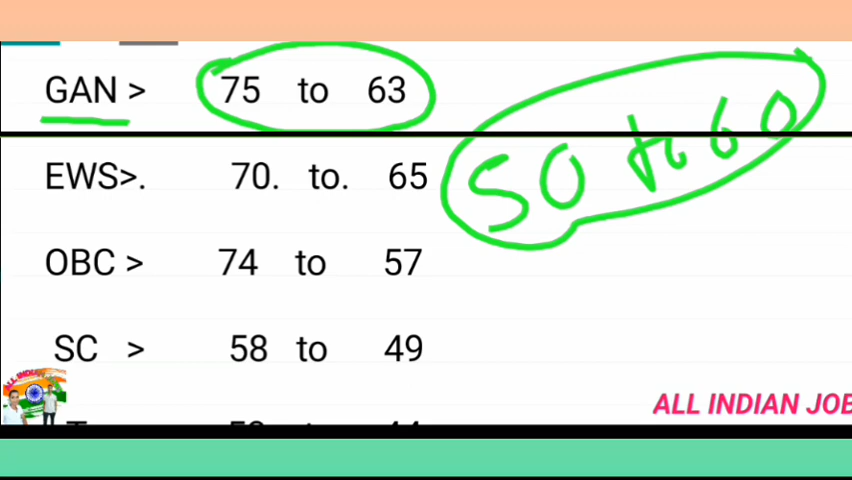 GAN > 75 to 63
50 to 60
EWS>. 70. to. 65
OBC > 74 to 57
SC > 58 to 49
ALL INDIAN JOB